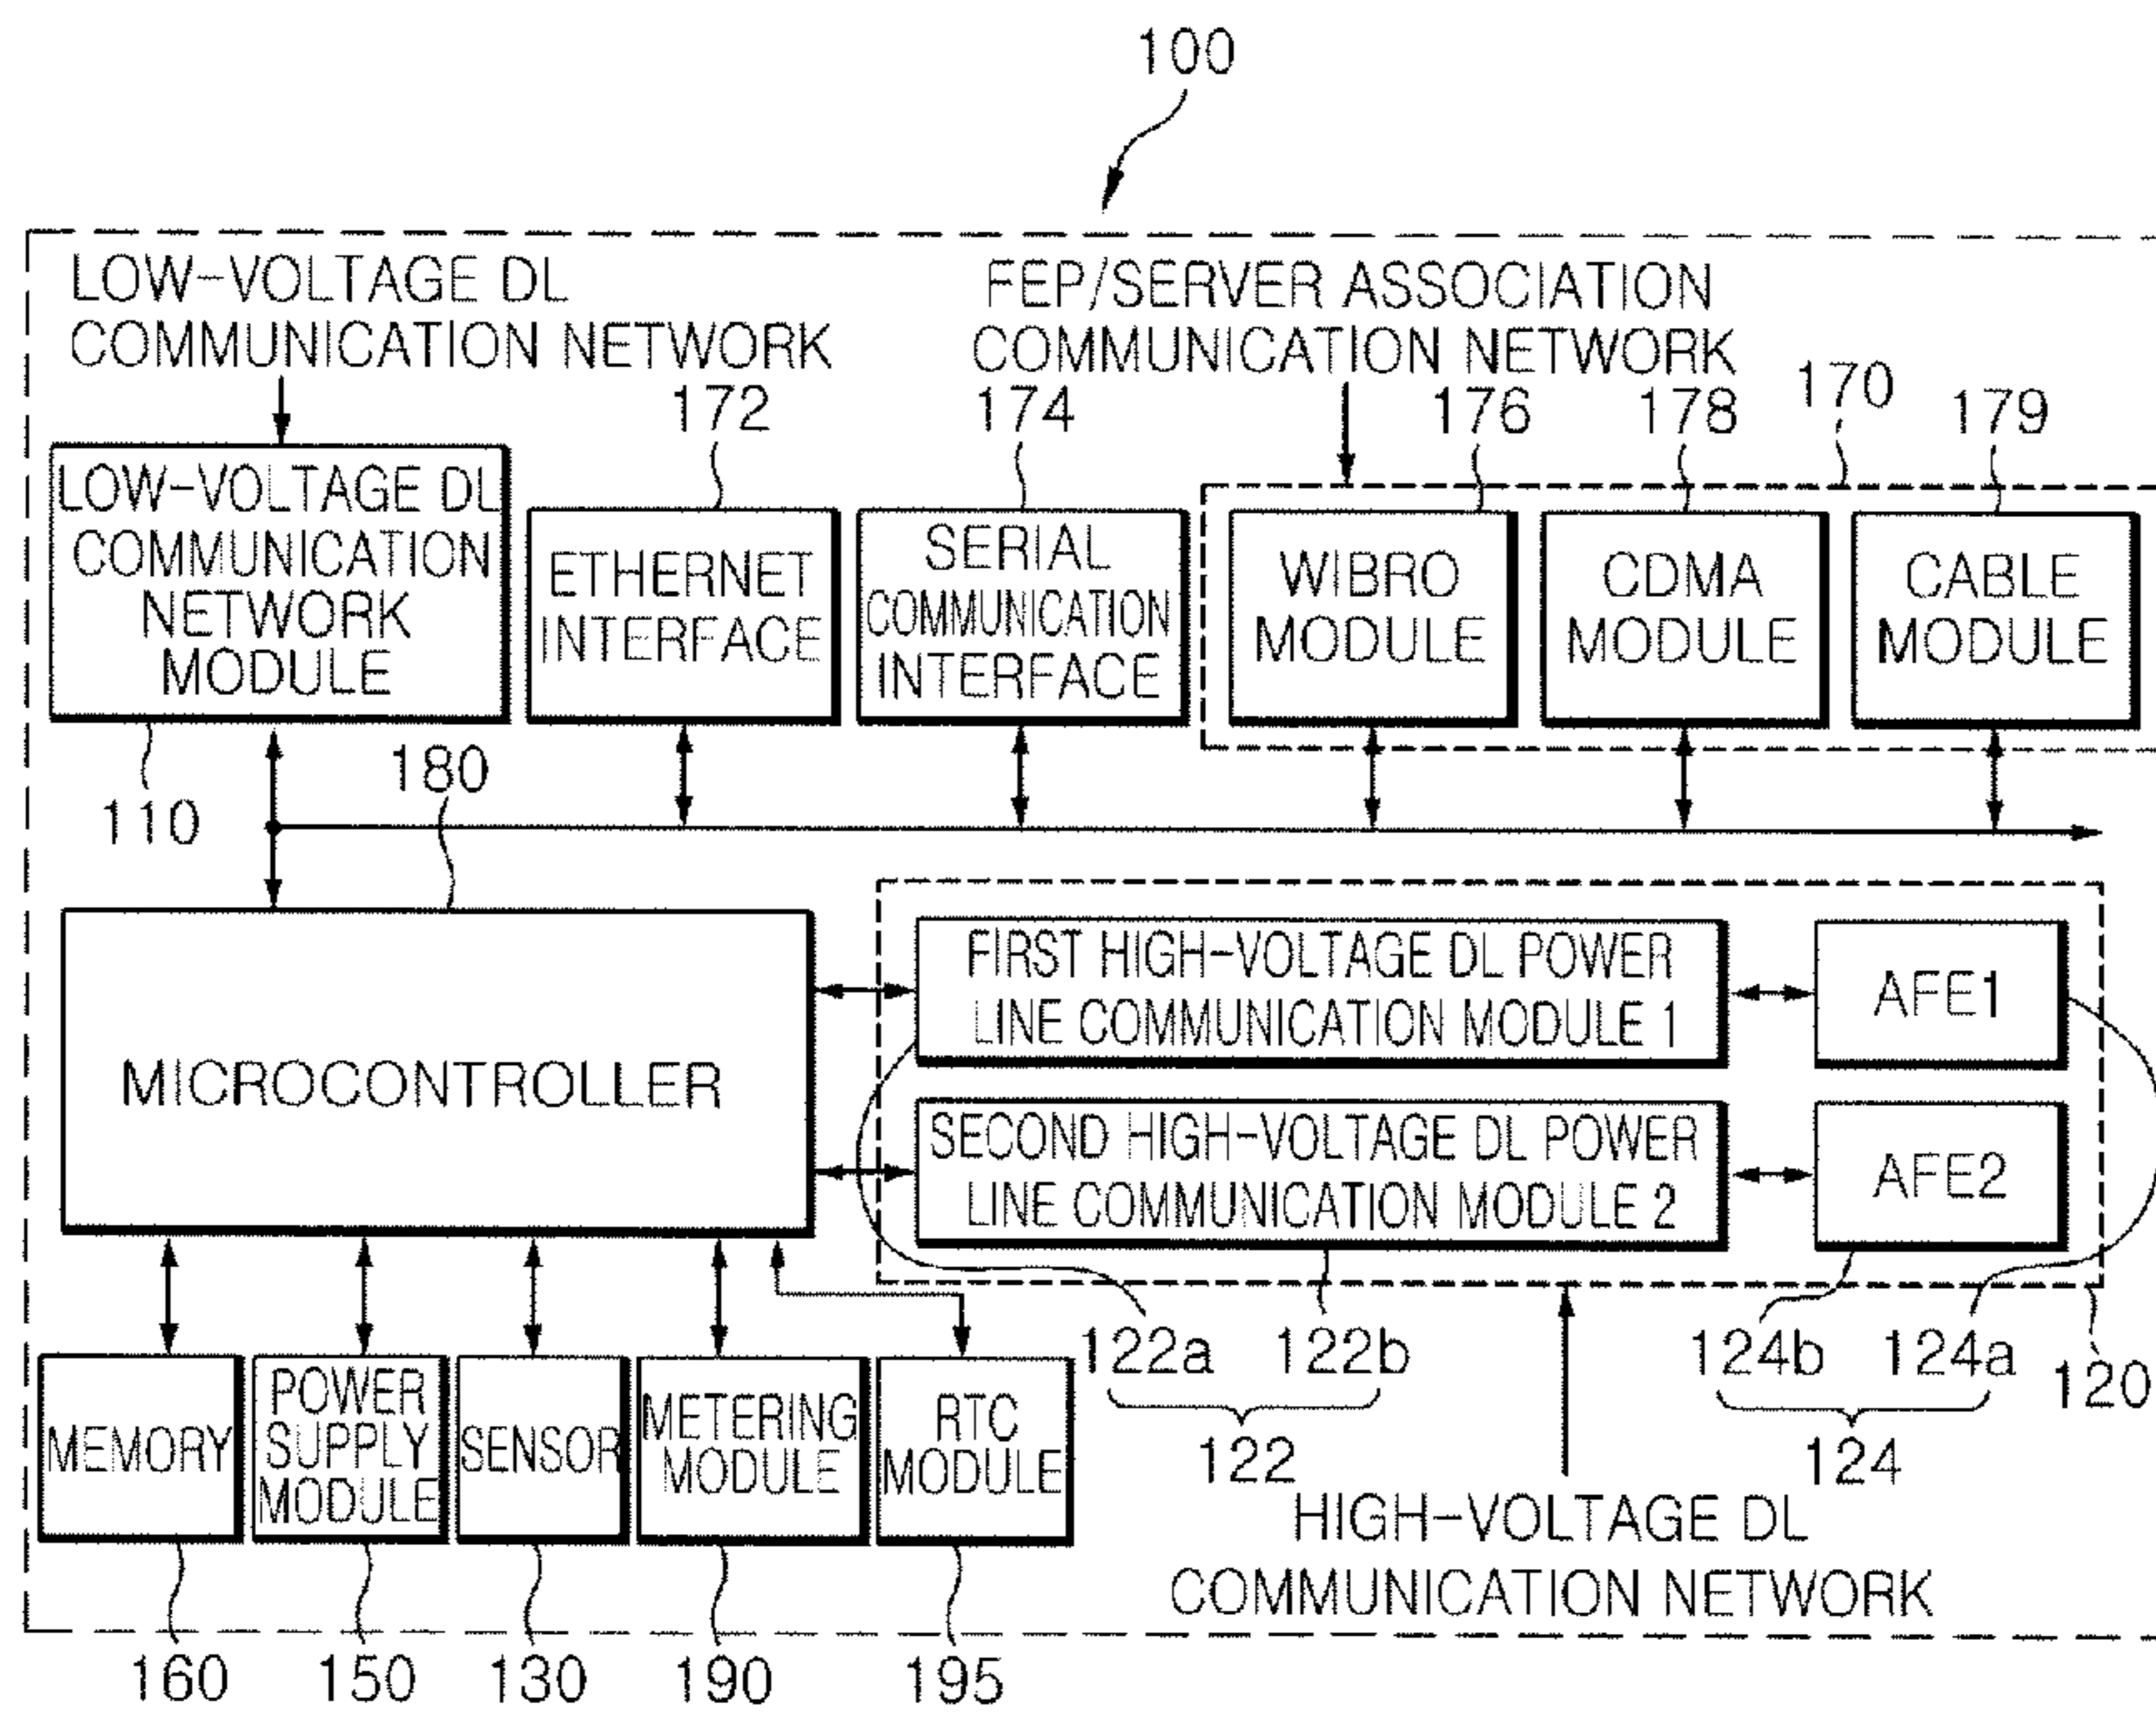 100
LOW-VOLTAGE DL
COMMUNICATION NETWORK
FEP/SERVER ASSOCIATION
COMMUNICATION NETWORK
172
174
176
178
170
179
LOW-VOLTAGE DL
COMMUNICATION
NETWORK
MODULE
ETHERNET
INTERFACE
SERIAL
COMMUNICATION
INTERFACE
WIBRO
MODULE
CDMA
MODULE
CABLE
MODULE
110
180
MICROCONTROLLER
FIRST HIGH-VOLTAGE DL POWER
LINE COMMUNICATION MODULE 1
AFE1
SECOND HIGH-VOLTAGE DL POWER
LINE COMMUNICATION MODULE 2
AFE2
122a
122b
124b
124a
120
122
124
MEMORY
POWER
SUPPLY
MODULE
SENSOR
METERING
MODULE
RTC
MODULE
HIGH-VOLTAGE DL
COMMUNICATION NETWORK
160
150
130
190
195